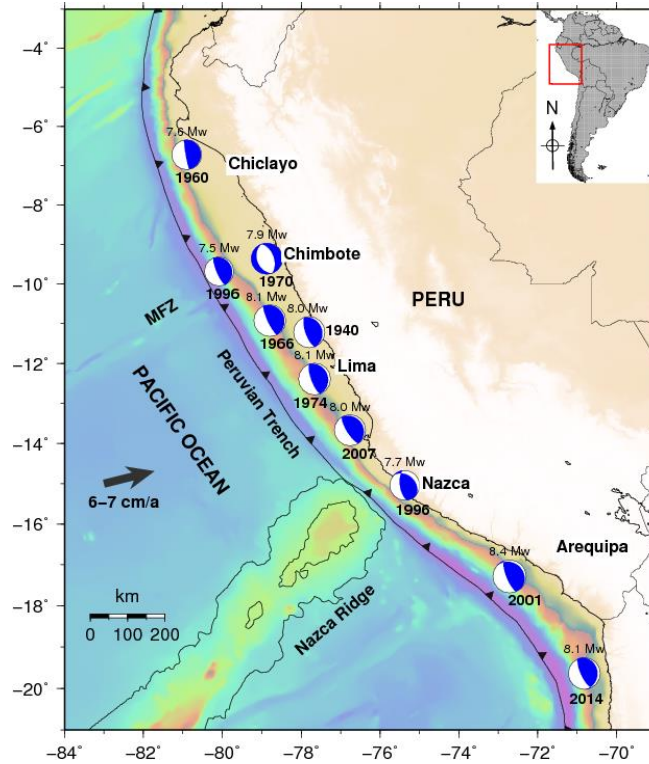 −4
−6
−8
−10
−12
−14
−16
−18
−20
−84
−82
−80
−78
−76
−74
−72
−70
N
7.6 Mw
1960
Chiclayo
7.9 Mw
Chimbote
1970
7.5 Mw
1996
8.1 Mw
1966
8.0 Mw
1940
PERU
MFZ
8.1 Mw
Lima
1974
Peruvian Trench
PACIFIC OCEAN
8.0 Mw
2007
6−7 cm/a
7.7 Mw
Nazca
1996
8.4 Mw
Arequipa
2001
km
0 100 200
Nazca Ridge
8.1 Mw
2014